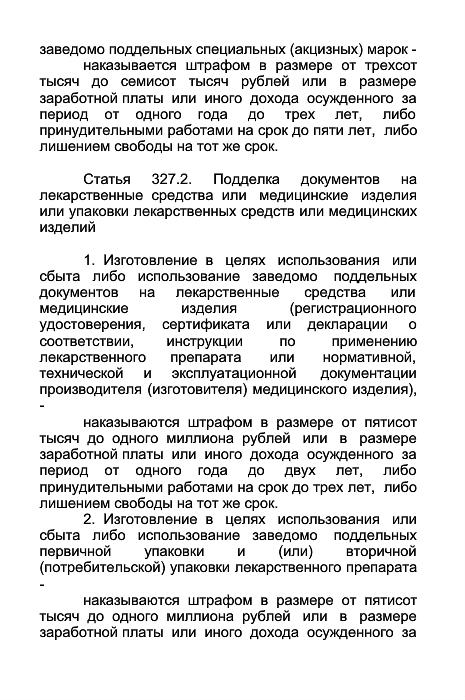 заведомо поддельных специальных (акцизных) марок -
наказывается штрафом в размере от трехсот
тысяч до семисот тысяч рублей или в размере
заработной платы или иного дохода осужденного за
период от одного года до трех лет, либо
принудительными работами на срок до пяти лет, либо
лишением свободы на тот же срок.
Статья 327.2. Подделка документов на
лекарственные средства или медицинские изделия
или упаковки лекарственных средств или медицинских
изделий
1. Изготовление в целях использования или
сбыта либо использование заведомо поддельных
документов на лекарственные средства или
медицинские изделия (регистрационного
удостоверения, сертификата или декларации о
соответствии, инструкции по применению
лекарственного препарата или нормативной,
технической и эксплуатационной документации
производителя (изготовителя) медицинского изделия),
-
наказываются штрафом в размере от пятисот
тысяч до одного миллиона рублей или в размере
заработной платы или иного дохода осужденного за
период от одного года до двух лет, либо
принудительными работами на срок до трех лет, либо
лишением свободы на тот же срок.
2. Изготовление в целях использования или
сбыта либо использование заведомо поддельных
первичной упаковки и (или) вторичной
(потребительской) упаковки лекарственного препарата
-
наказываются штрафом в размере от пятисот
тысяч до одного миллиона рублей или в размере
заработной платы или иного дохода осужденного за